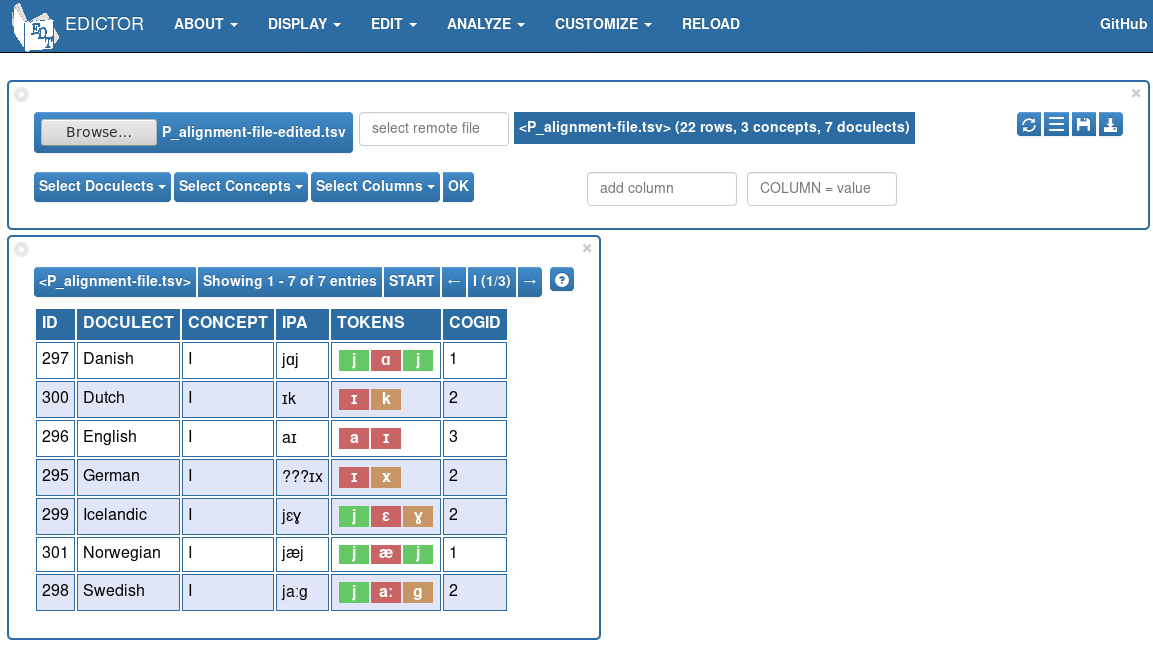 EDICTOR ABOUT DISPLAY EDIT ANALYZE CUSTOMIZE RELOAD GitHub
Browse... P_alignment-file-edited.tsv select remote file <P_alignment-file.tsv> (22 rows, 3 concepts, 7 doculects)
Select Doculects Select Concepts Select Columns OK add column COLUMN = value
<P_alignment-file.tsv> Showing 1 - 7 of 7 entries START ← I (1/3) → ?
ID DOCULECT CONCEPT IPA TOKENS COGID
297 Danish I jɑj j ɑ j 1
300 Dutch I ɪk ɪ k 2
296 English I aɪ a ɪ 3
295 German I ???ɪx ɪ x 2
299 Icelandic I jɛɣ j ɛ ɣ 2
301 Norwegian I jæj j æ j 1
298 Swedish I jaːg j aː g 2